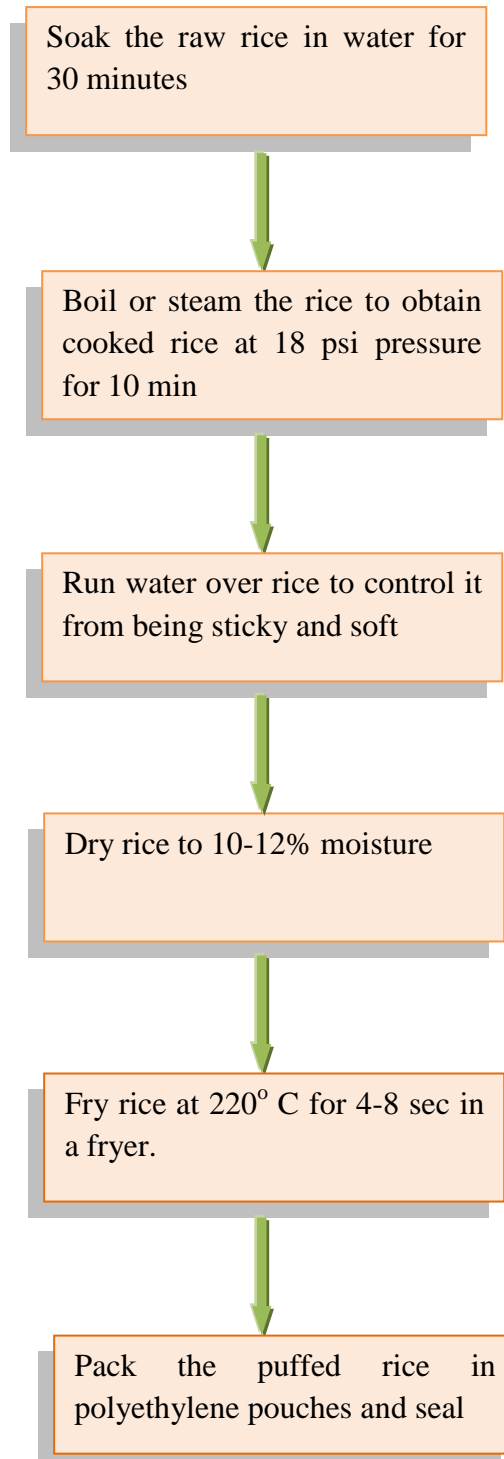 Soak the raw rice in water for
30 minutes
Boil or steam the rice to obtain
cooked rice at 18 psi pressure
for 10 min
Run water over rice to control it
from being sticky and soft
Dry rice to 10-12% moisture
Fry rice at 220° C for 4-8 sec in
a fryer.
Pack the puffed rice in
polyethylene pouches and seal